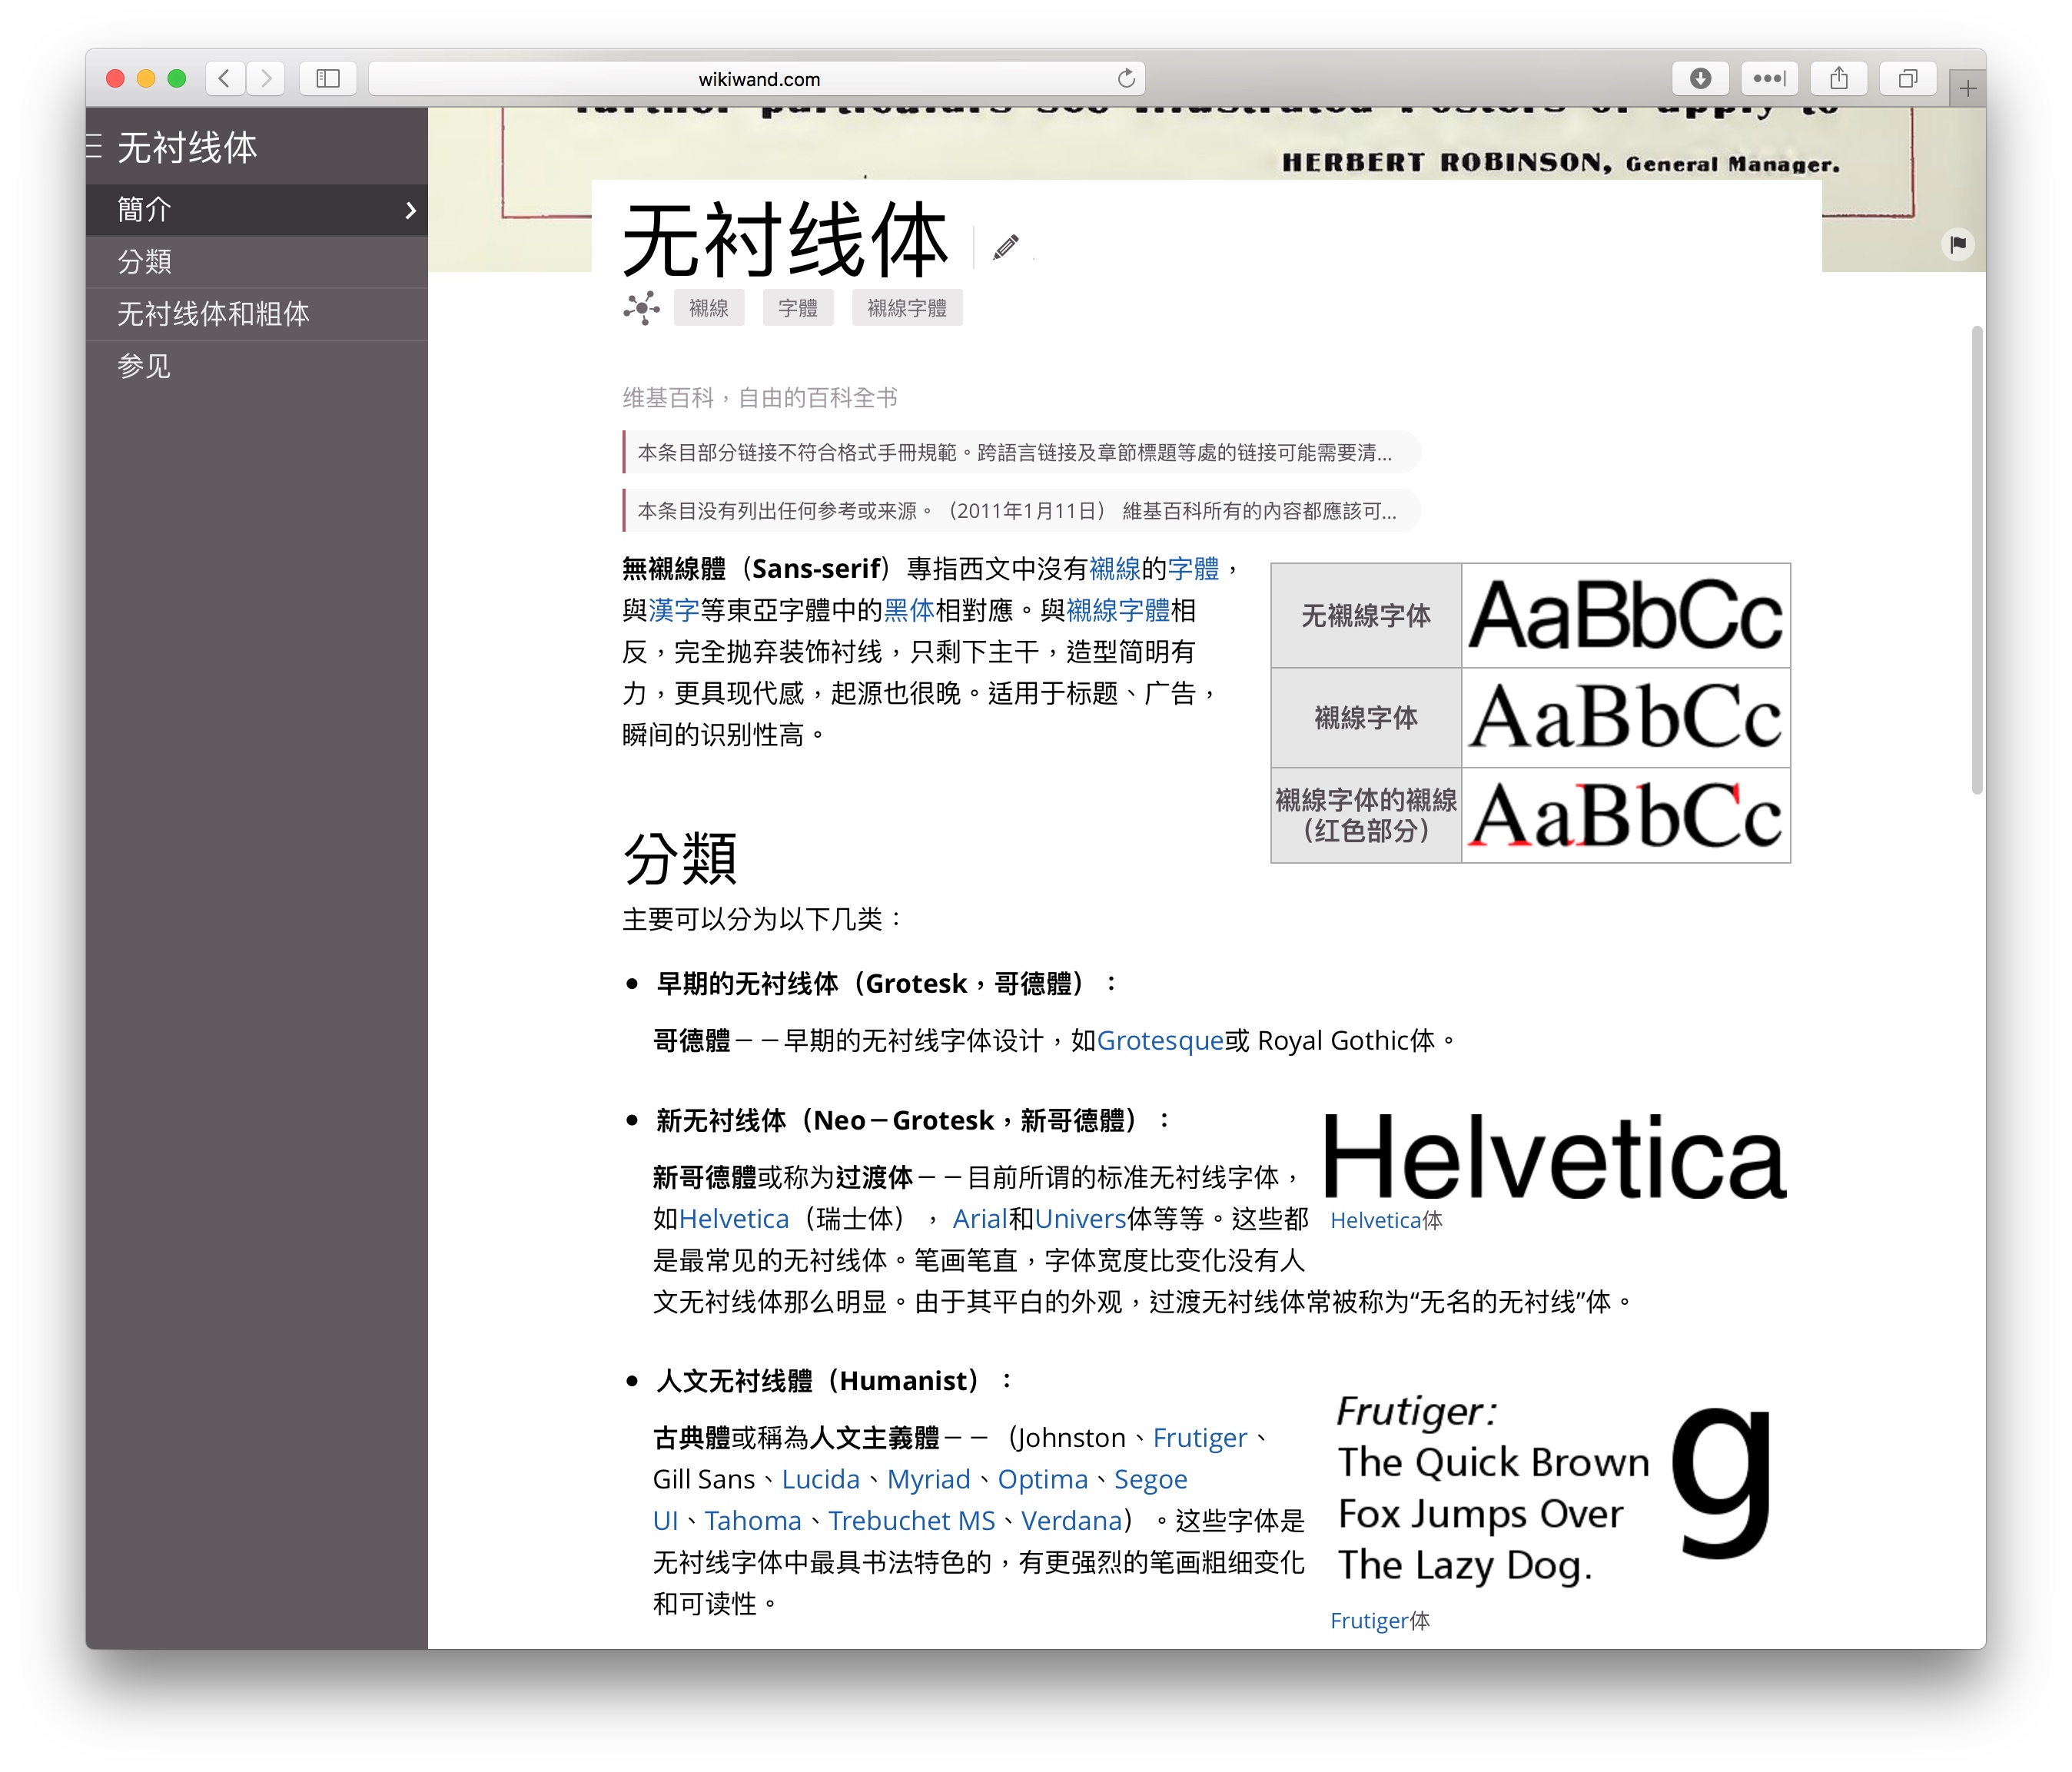 wikiwand.com
further particulars see Illustrated Posters or apply to
HERBERT ROBINSON, General Manager.
无衬线体
簡介
分類
无衬线体和粗体
参见
无衬线体
襯線
字體
襯線字體
维基百科，自由的百科全书
本条目部分链接不符合格式手冊規範。跨語言链接及章節標題等處的链接可能需要清...
本条目没有列出任何参考或来源。（2011年1月11日） 維基百科所有的內容都應該可...
無襯線體（Sans-serif）專指西文中沒有襯線的字體，
與漢字等東亞字體中的黑体相對應。與襯線字體相
反，完全抛弃装饰衬线，只剩下主干，造型简明有
力，更具现代感，起源也很晚。适用于标题、广告，
瞬间的识别性高。
无襯線字体
AaBbCc
襯線字体
AaBbCc
襯線字体的襯線
（红色部分）
AaBbCc
分類
主要可以分为以下几类：
早期的无衬线体（Grotesk，哥德體）：
哥德體－－早期的无衬线字体设计，如Grotesque或 Royal Gothic体。
新无衬线体（Neo－Grotesk，新哥德體）：
新哥德體或称为过渡体－－目前所谓的标准无衬线字体，
如Helvetica（瑞士体）， Arial和Univers体等等。这些都
是最常见的无衬线体。笔画笔直，字体宽度比变化没有人
文无衬线体那么明显。由于其平白的外观，过渡无衬线体常被称为“无名的无衬线”体。
Helvetica
Helvetica体
人文无衬线體（Humanist）：
古典體或稱為人文主義體－－（Johnston、Frutiger、
Gill Sans、Lucida、Myriad、Optima、Segoe
UI、Tahoma、Trebuchet MS、Verdana）。这些字体是
无衬线字体中最具书法特色的，有更强烈的笔画粗细变化
和可读性。
Frutiger:
The Quick Brown
Fox Jumps Over
The Lazy Dog.
g
Frutiger体